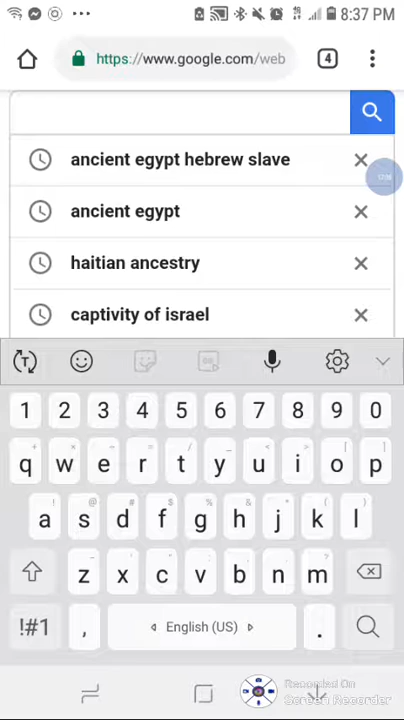 8:37 PM
https://www.google.com/web
4
ancient egypt hebrew slave
ancient egypt
haitian ancestry
captivity of israel
1 2 3 4 5 6 7 8 9 0
q w e r t y u i o p
a s d f g h j k l
z x c v b n m
!#1 , English (US) .
Recorded On
Screen Recorder